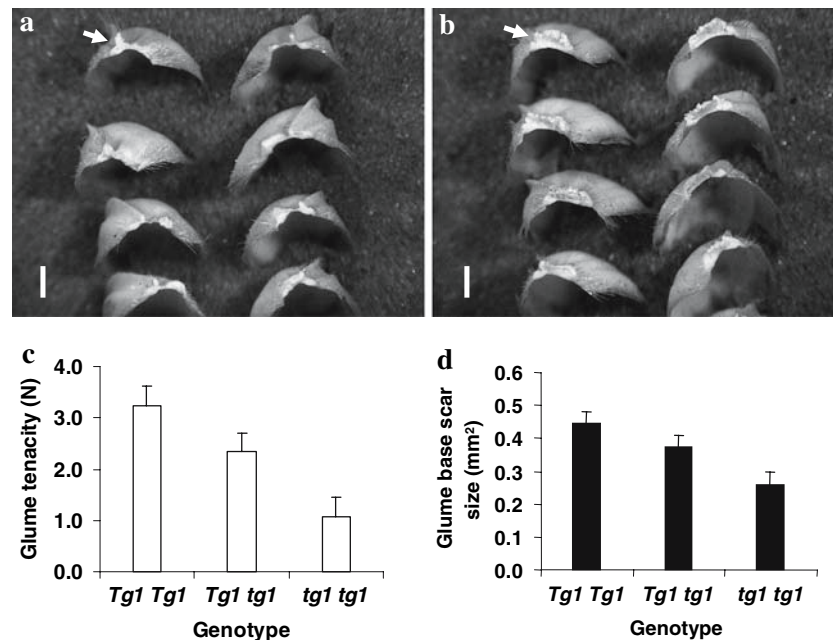 a
b
c
4.0
3.0
2.0
1.0
0.0
Glume tenacity (N)
Tg1 Tg1 Tg1 tg1 tg1 tg1
Genotype
d
0.6
0.5
0.4
0.3
0.2
0.1
0.0
Glume base scar
size (mm²)
Tg1 Tg1 Tg1 tg1 tg1 tg1
Genotype